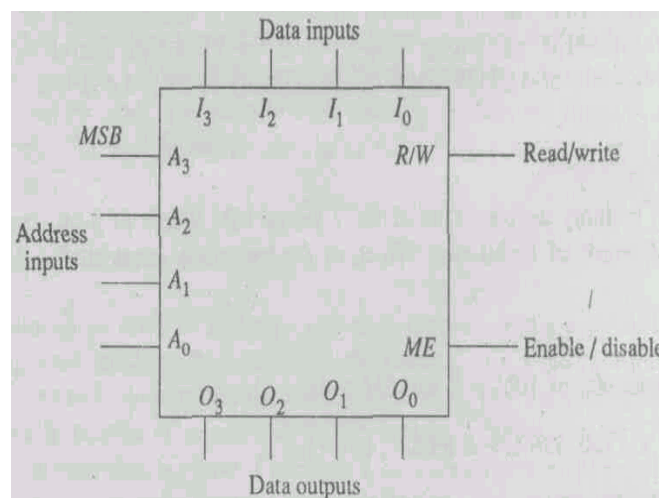 Data inputs
I3 I2 I1 I0
MSB A3 R/W Read/write
A2
Address inputs
A1
A0 ME Enable / disable
O3 O2 O1 O0
Data outputs